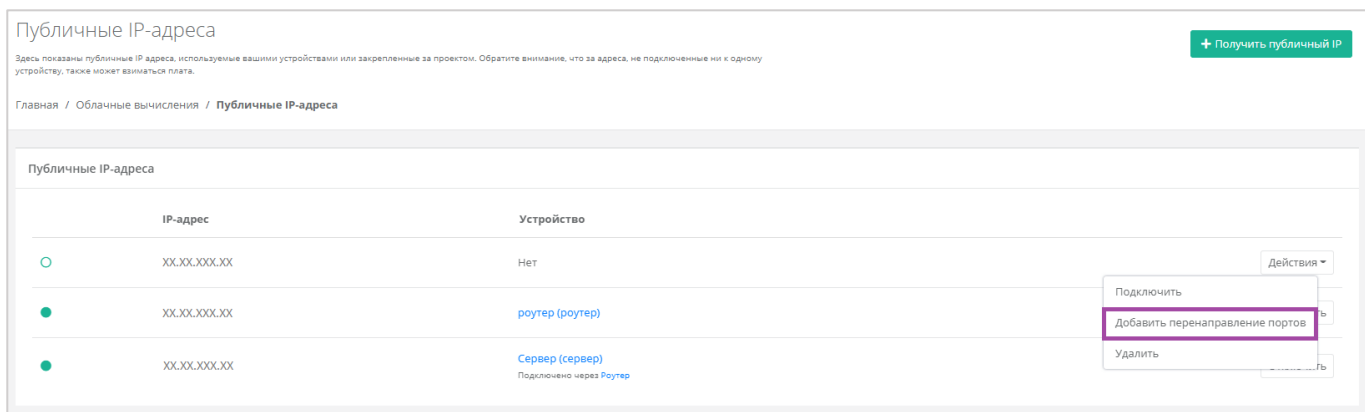 Публичные IP-адреса
+ Получить публичный IP
Здесь показаны публичные IP адреса, используемые вашими устройствами или закрепленные за проектом. Обратите внимание, что за адреса, не подключенные ни к одному
устройству, также может взиматься плата.
Главная / Облачные вычисления / Публичные IP-адреса
Публичные IP-адреса
IP-адрес Устройство
XX.XX.XXX.XX Нет Действия
Подключить
XX.XX.XXX.XX роутер (роутер)
Добавить перенаправление портов
Удалить
XX.XX.XXX.XX Сервер (сервер)
Подключено через Роутер